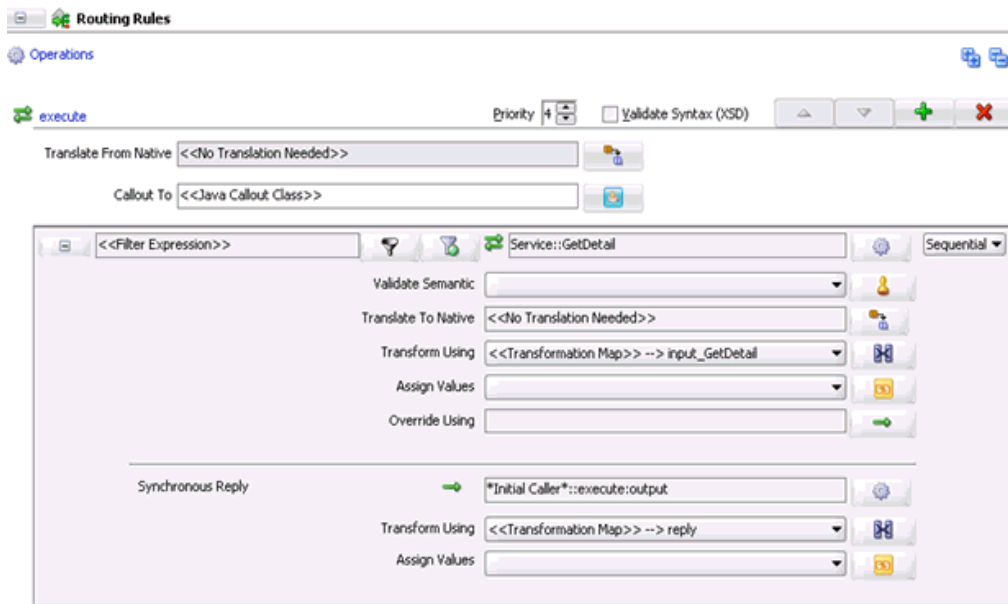 Routing Rules
Operations
execute Priority 4 Validate Syntax (XSD)
Translate From Native <<No Translation Needed>>
Callout To <<Java Callout Class>>
<<Filter Expression>> Service::GetDetail Sequential
Validate Semantic
Translate To Native <<No Translation Needed>>
Transform Using <<Transformation Map>> --> input_GetDetail
Assign Values
Override Using
Synchronous Reply *Initial Caller*::execute:output
Transform Using <<Transformation Map>> --> reply
Assign Values